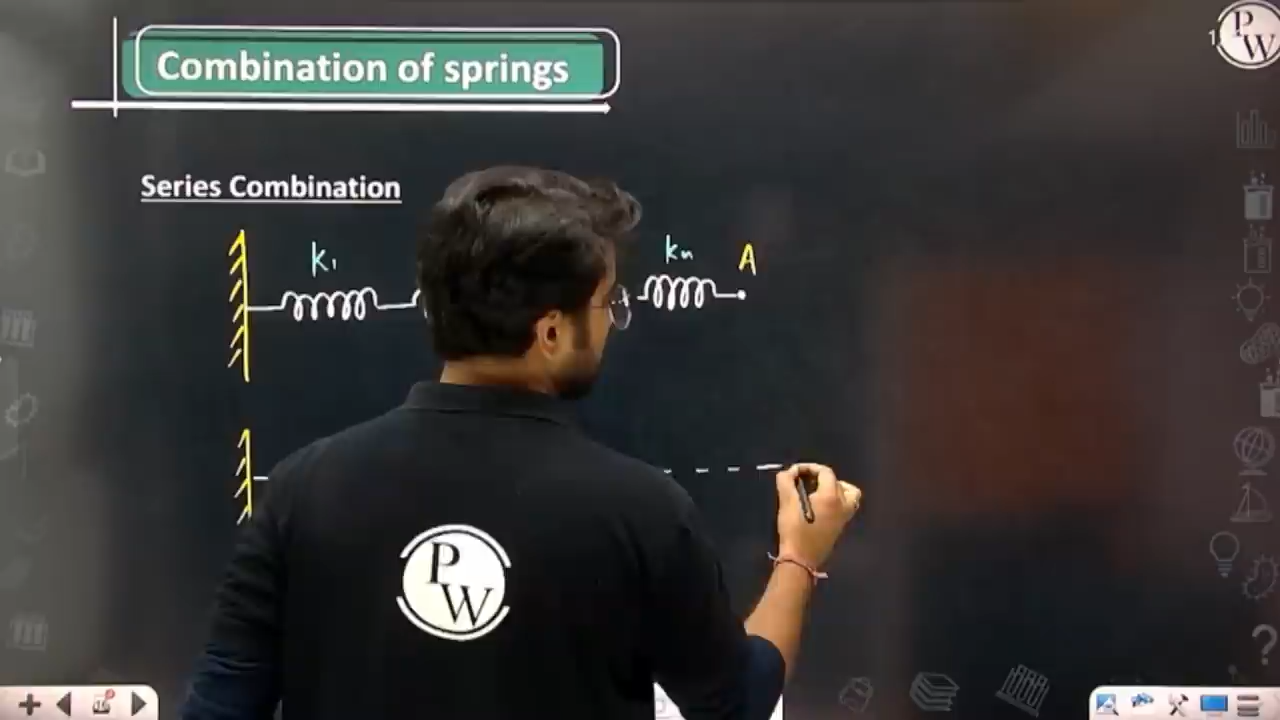 Combination of springs
Series Combination
k₁
kₙ A
PW
PW